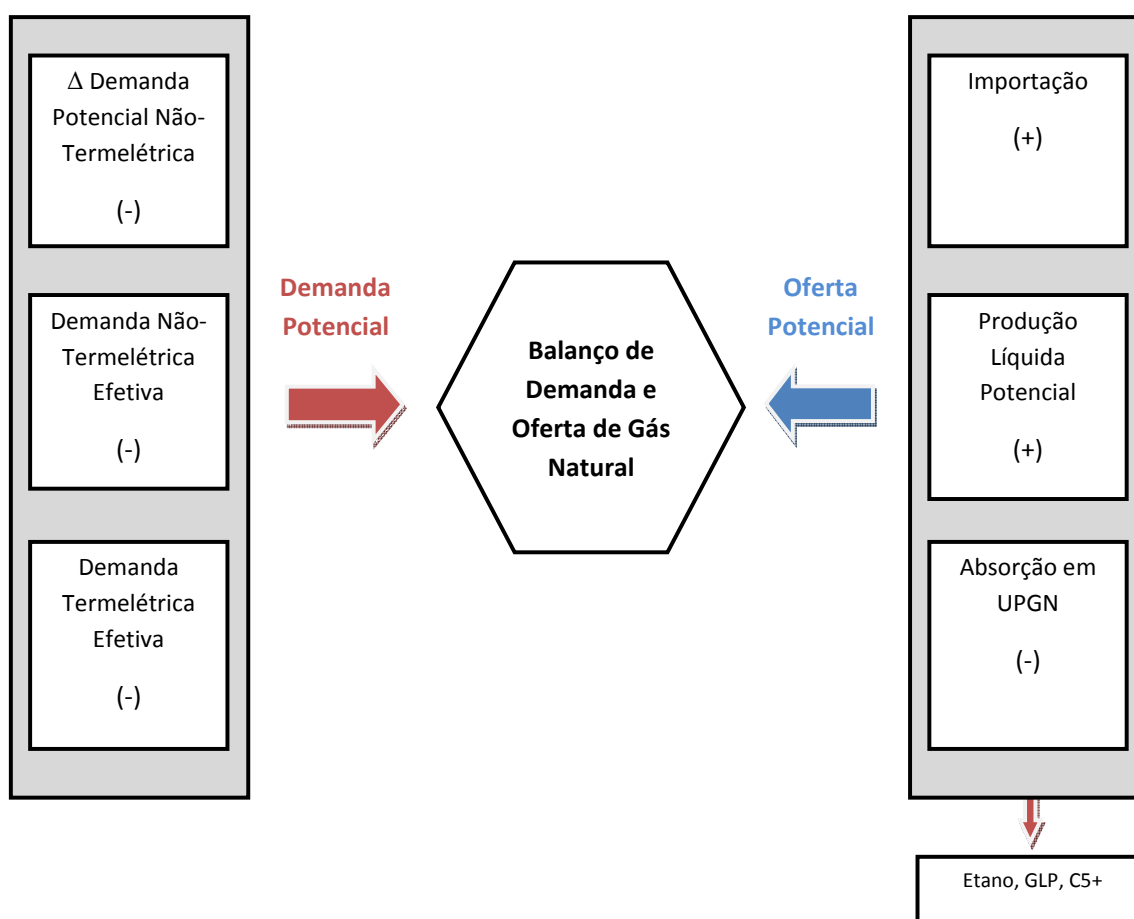 Δ Demanda
Potencial Não-
Termelétrica
(-)
Demanda Não-
Termelétrica
Efetiva
(-)
Demanda
Termelétrica
Efetiva
(-)
Demanda
Potencial
Balanço de
Demanda e
Oferta de Gás
Natural
Oferta
Potencial
Importação
(+)
Produção
Líquida
Potencial
(+)
Absorção em
UPGN
(-)
Etano, GLP, C5+